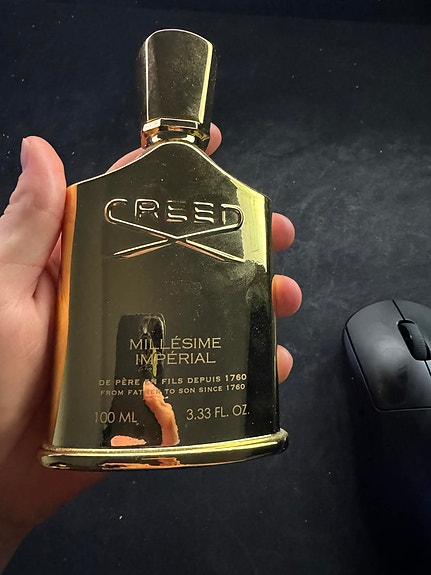 CREED
MILLÉSIME
IMPÉRIAL
DE PÈRE EN FILS DEPUIS 1760
FROM FATHER TO SON SINCE 1760
100 ML 3.33 FL. OZ.